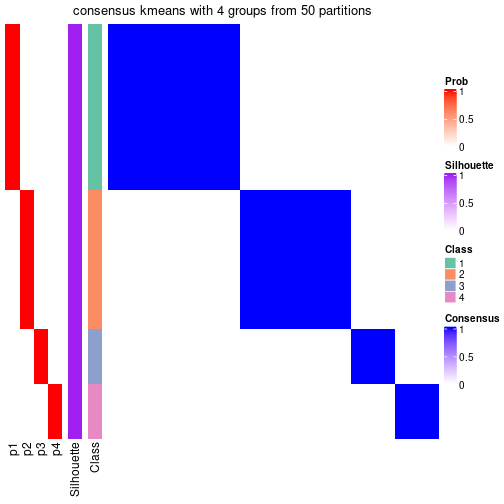 consensus kmeans with 4 groups from 50 partitions
Prob
1
0.5
0
Silhouette
1
0.5
0
Class
1
2
3
4
Consensus
1
0.5
0
p1
p2
p3
p4
Silhouette
Class